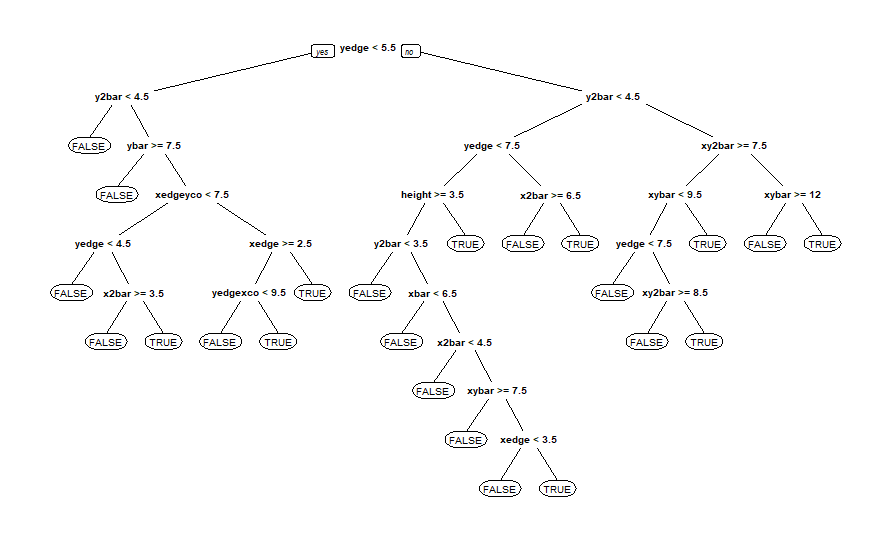 yes yedge < 5.5 no
y2bar < 4.5 y2bar < 4.5
FALSE ybar >= 7.5 yedge < 7.5 xy2bar >= 7.5
FALSE xedgeyco < 7.5 height >= 3.5 x2bar >= 6.5 xybar < 9.5 xybar >= 12
yedge < 4.5 xedge >= 2.5 y2bar < 3.5 TRUE FALSE TRUE yedge < 7.5 TRUE FALSE TRUE
FALSE x2bar >= 3.5 yedgexco < 9.5 TRUE FALSE xbar < 6.5 FALSE xy2bar >= 8.5
FALSE TRUE FALSE TRUE FALSE x2bar < 4.5 FALSE TRUE
FALSE xybar >= 7.5
FALSE xedge < 3.5
FALSE TRUE